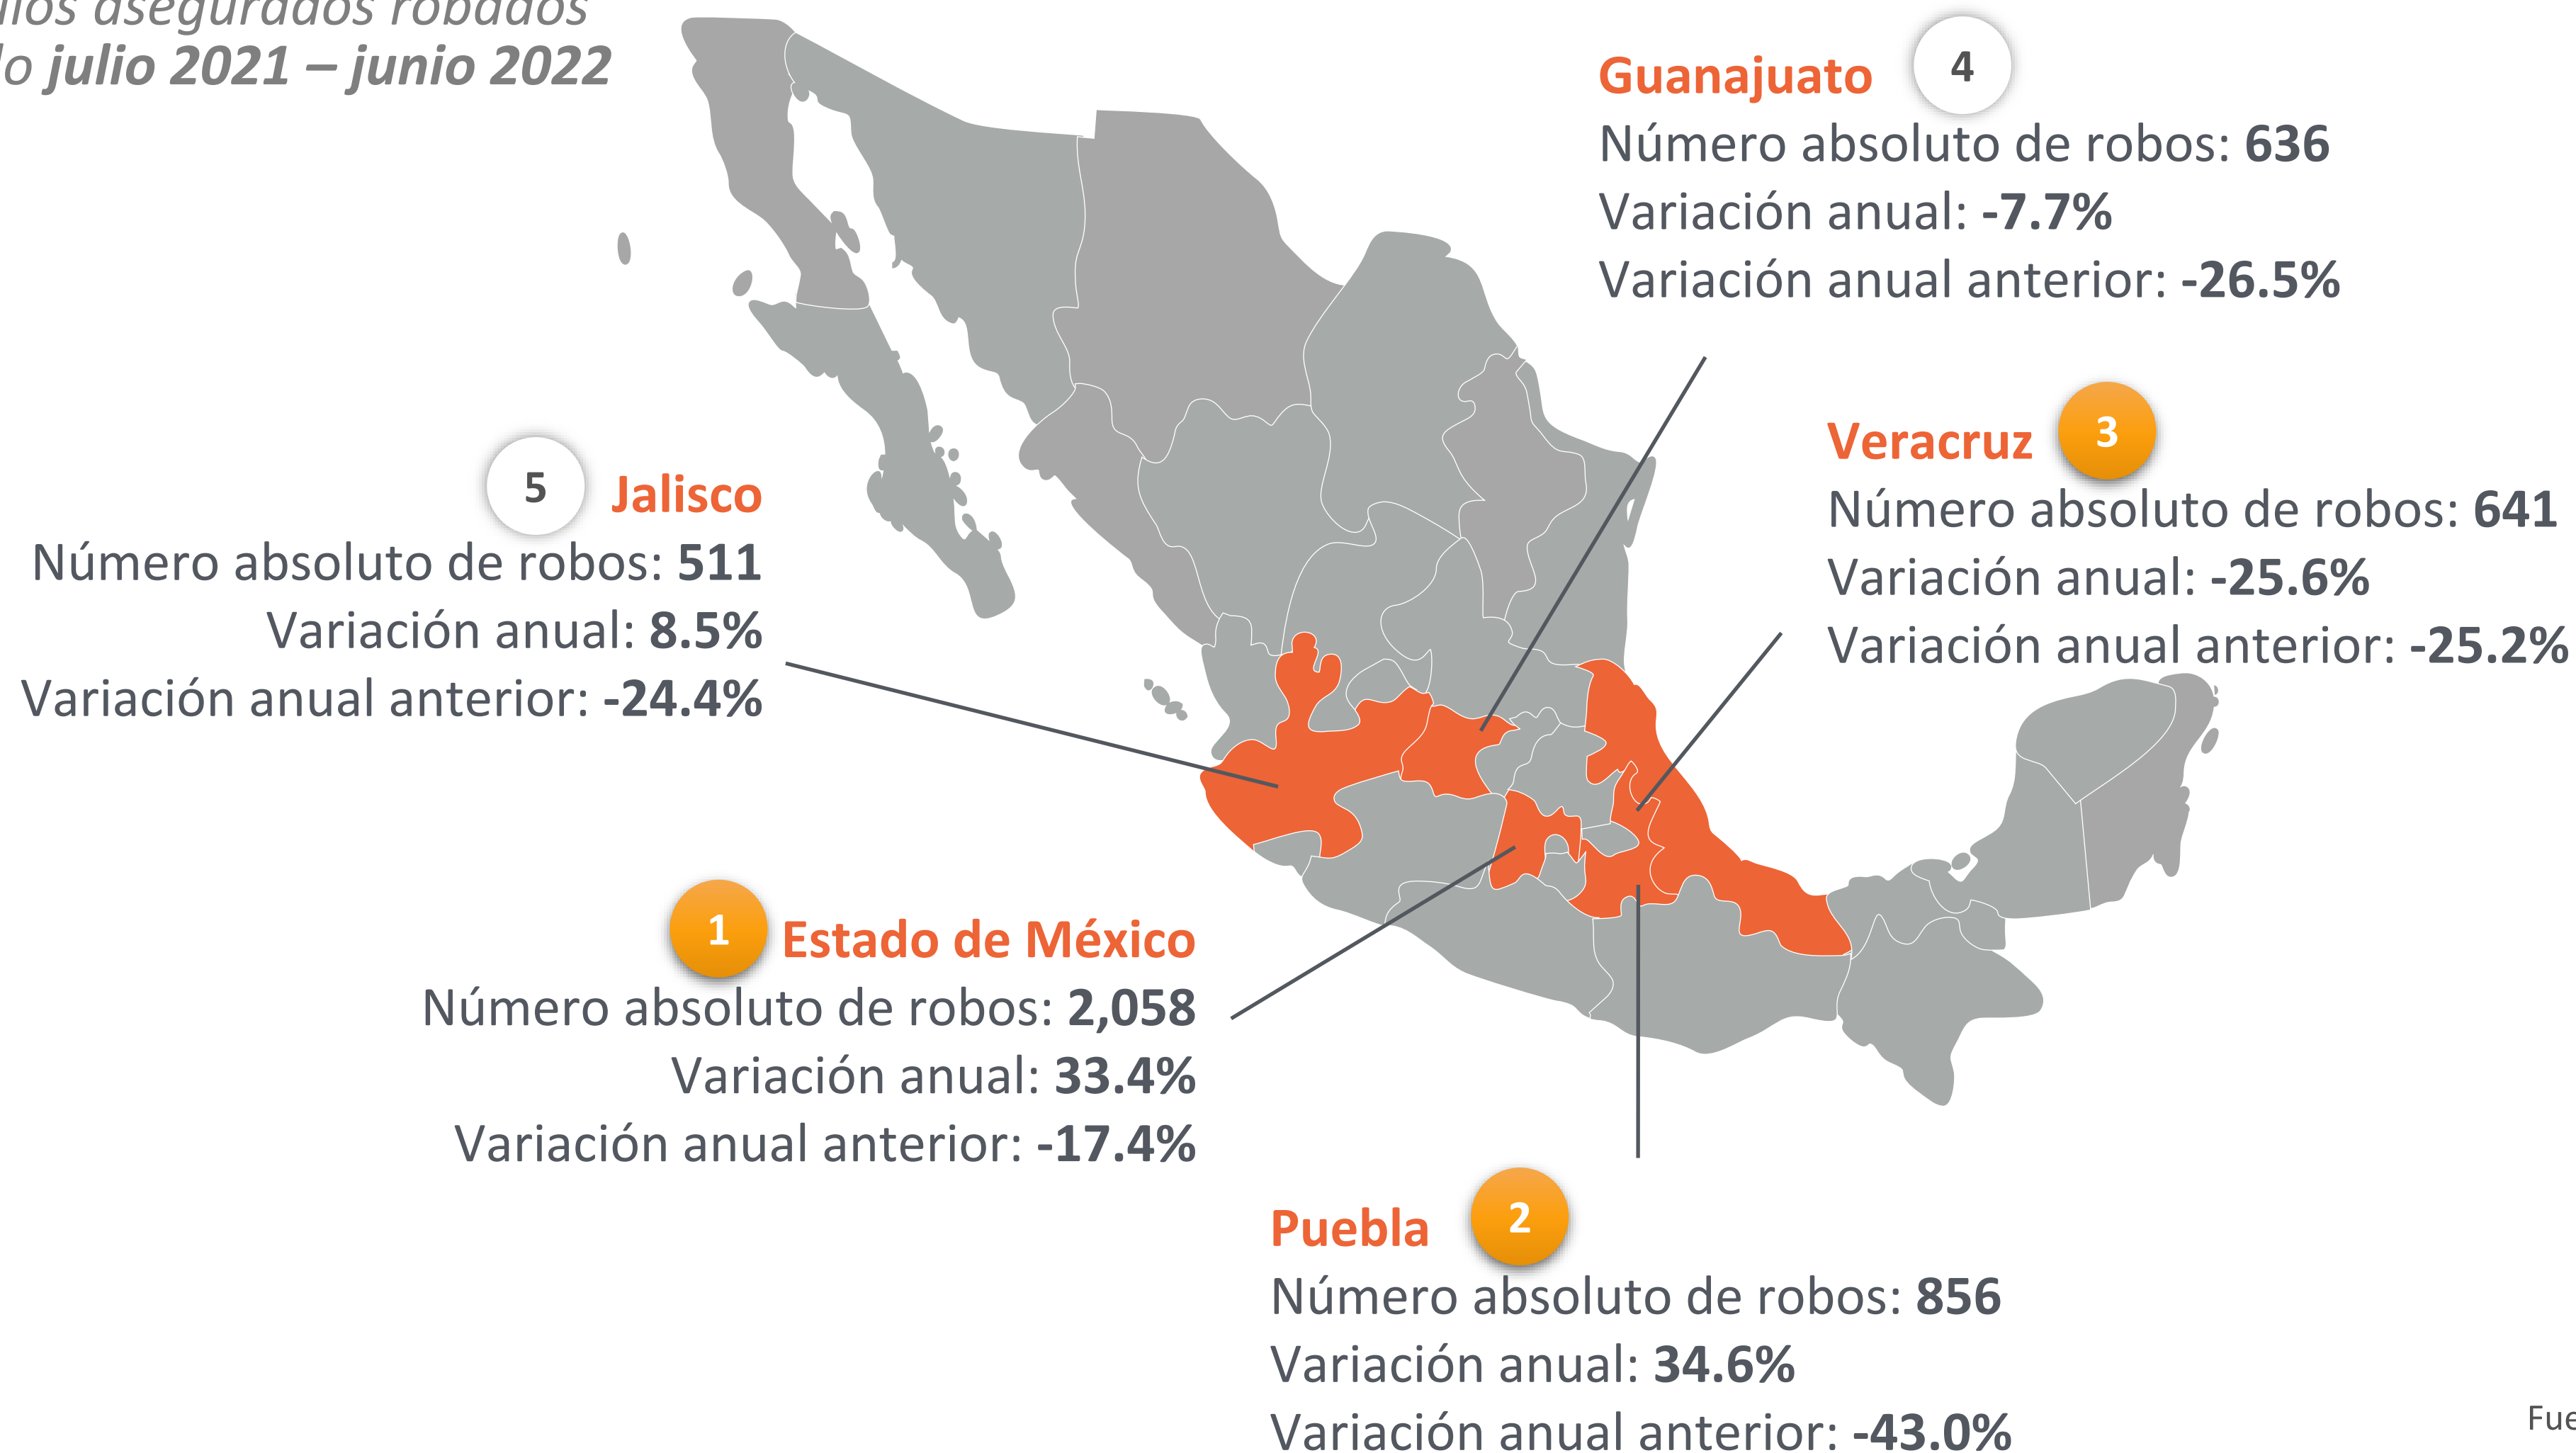 asegurados robados
julio 2021 – junio 2022
Guanajuato 4
Número absoluto de robos: 636
Variación anual: -7.7%
Variación anual anterior: -26.5%
Veracruz 3
Número absoluto de robos: 641
Variación anual: -25.6%
Variación anual anterior: -25.2%
5 Jalisco
Número absoluto de robos: 511
Variación anual: 8.5%
Variación anual anterior: -24.4%
1 Estado de México
Número absoluto de robos: 2,058
Variación anual: 33.4%
Variación anual anterior: -17.4%
Puebla 2
Número absoluto de robos: 856
Variación anual: 34.6%
Variación anual anterior: -43.0%